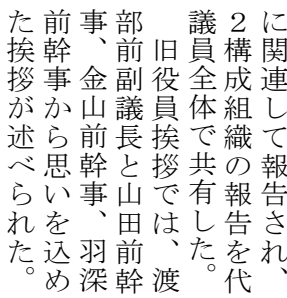 に関連して報告され、
２構成組織の報告を代
議員全体で共有した。
　旧役員挨拶では、渡
部前副議長と山田前幹
事、金山前幹事、羽深
前幹事から思いを込め
た挨拶が述べられた。